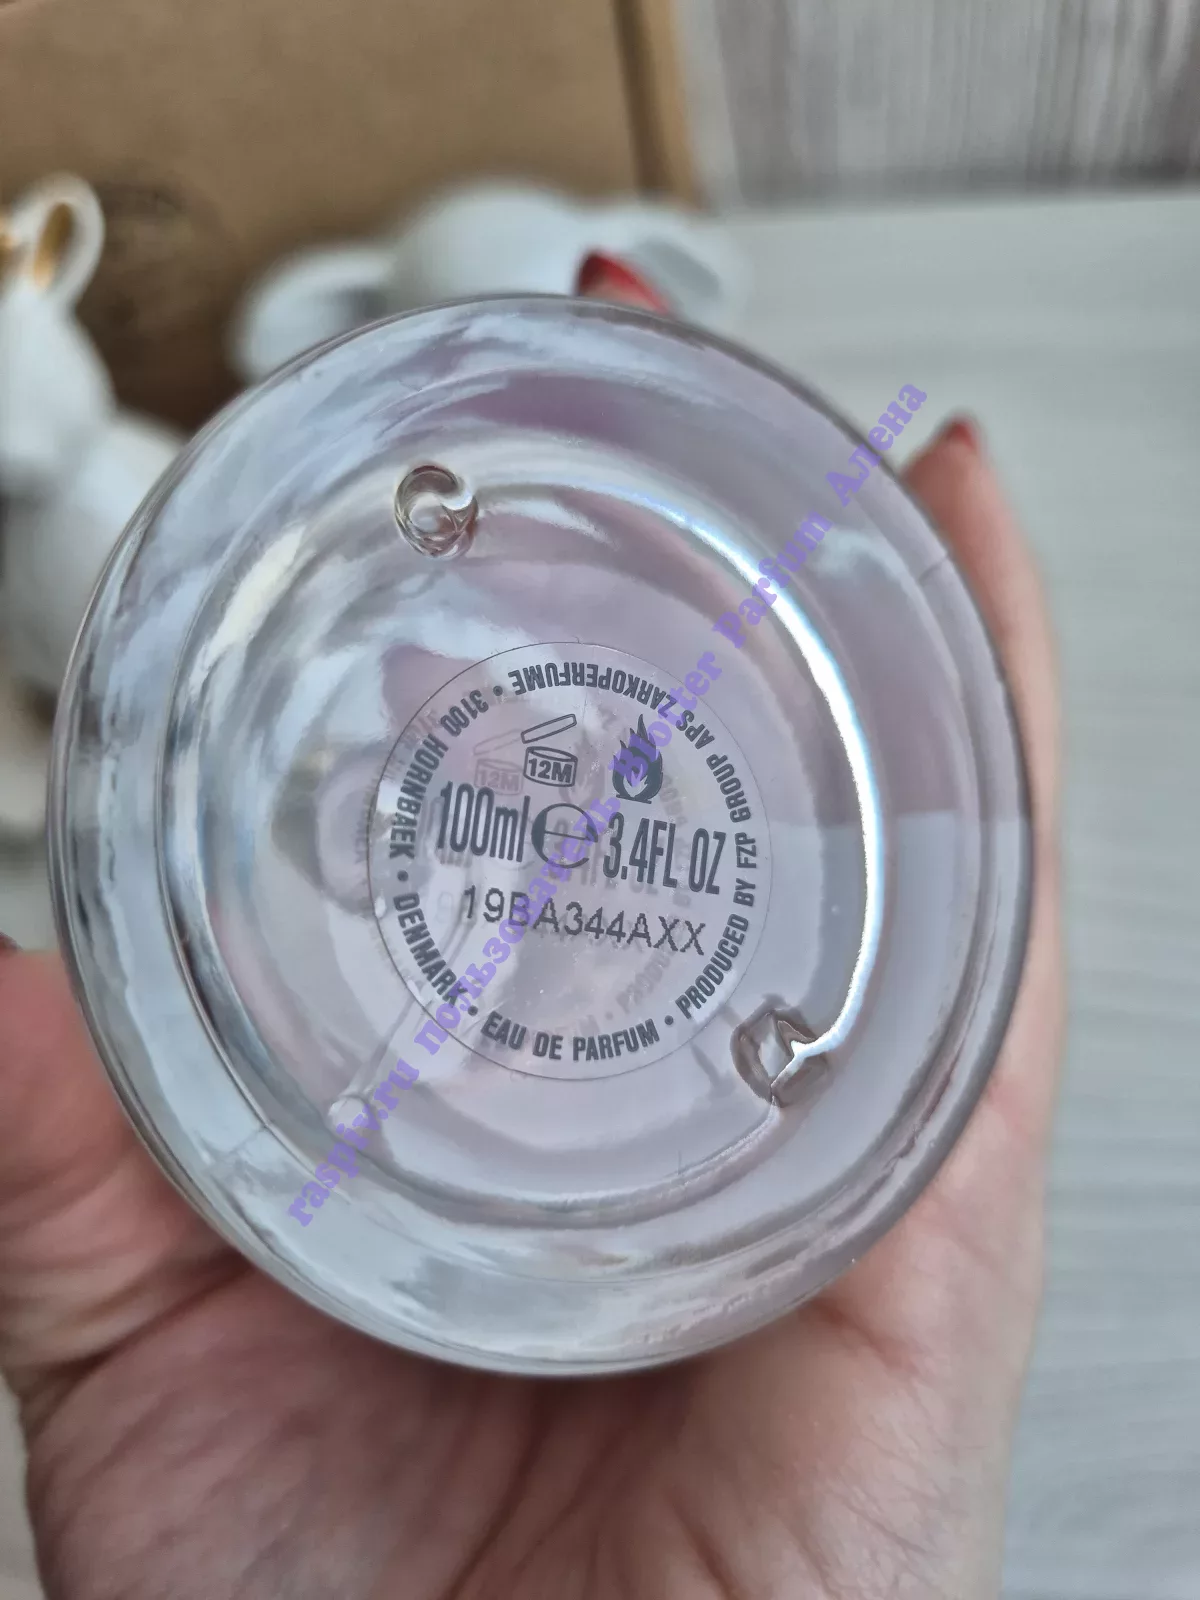 ZARKOPERFUME • 3100 HORNBAEK • DENMARK • EAU DE PARFUM • PRODUCED BY FZP GROUP APS
12M
100ml e 3.4FL OZ
19BA344AXX
raspiv.ru пользователь Blotter Parfum Алена